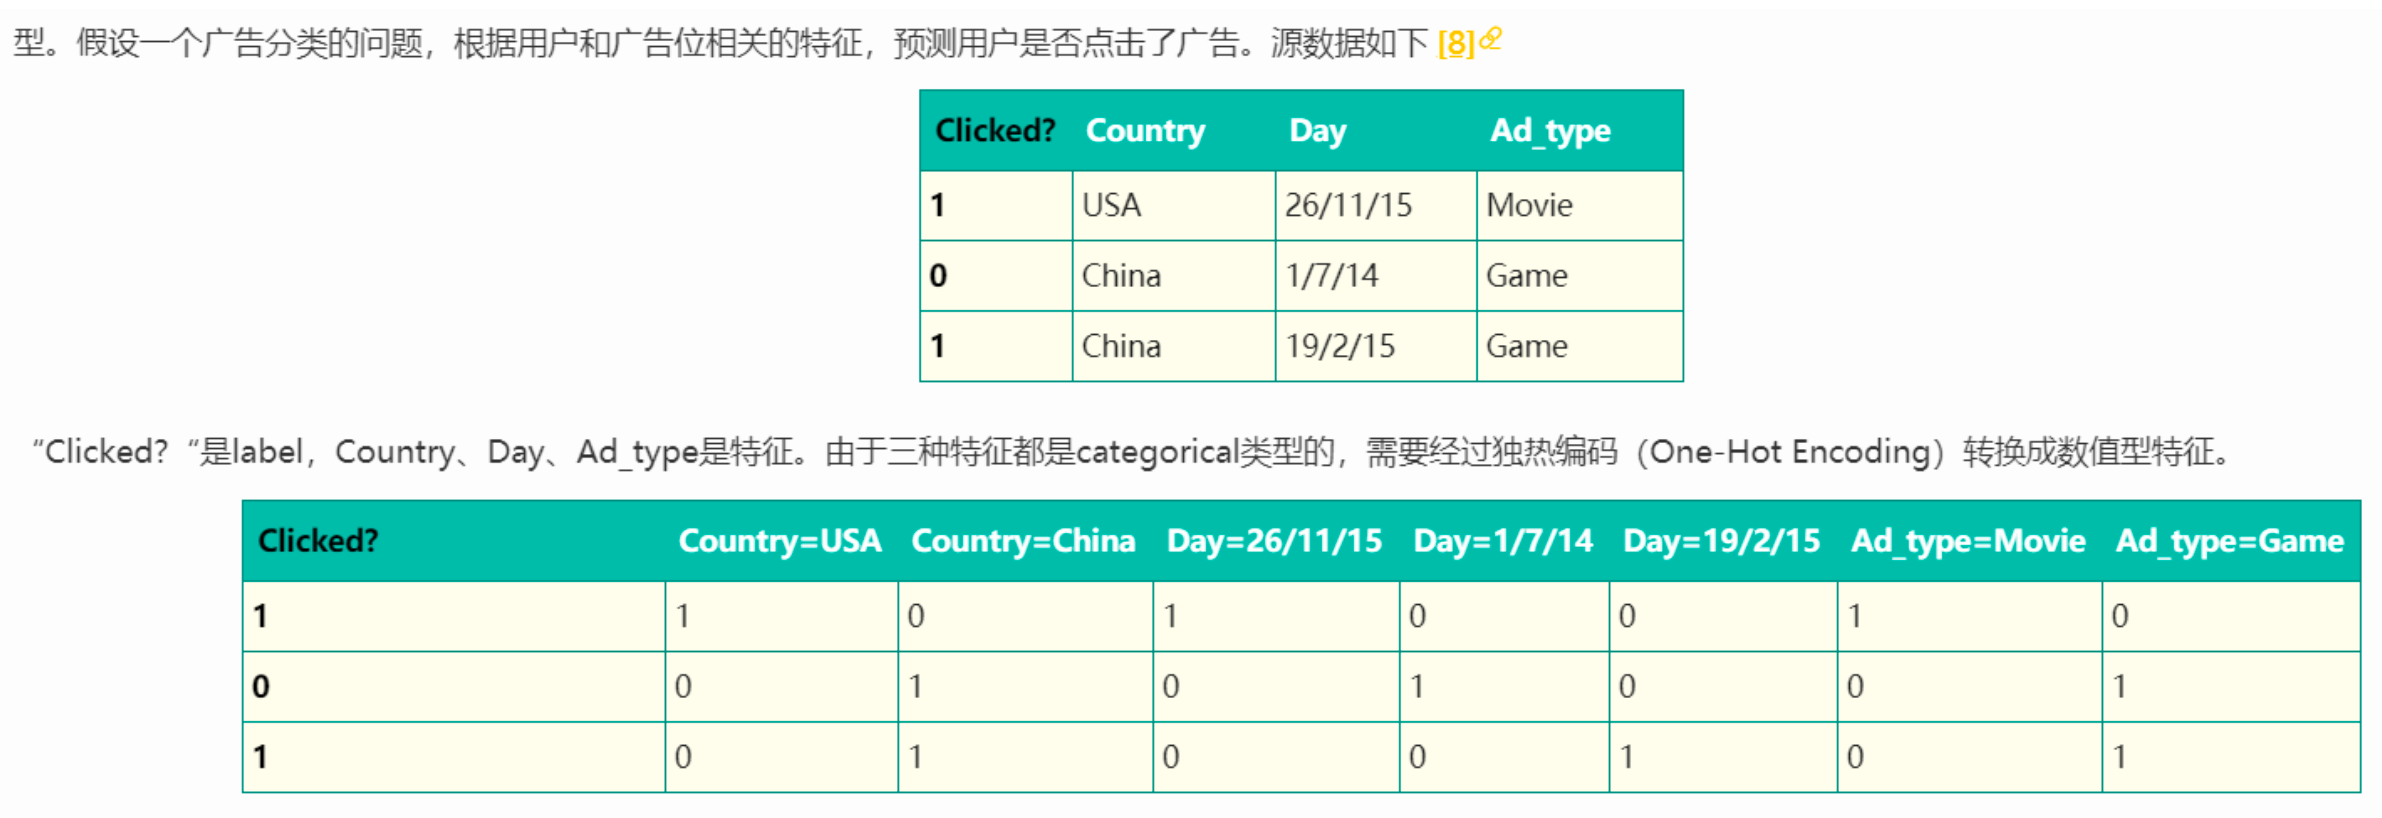 型。假设一个广告分类的问题，根据用户和广告位相关的特征，预测用户是否点击了广告。源数据如下 [8]
Clicked? Country Day Ad_type
1 USA 26/11/15 Movie
0 China 1/7/14 Game
1 China 19/2/15 Game
“Clicked? “是label，Country、Day、Ad_type是特征。由于三种特征都是categorical类型的，需要经过独热编码（One-Hot Encoding）转换成数值型特征。
Clicked? Country=USA Country=China Day=26/11/15 Day=1/7/14 Day=19/2/15 Ad_type=Movie Ad_type=Game
1 1 0 1 0 0 1 0
0 0 1 0 1 0 0 1
1 0 1 0 0 1 0 1